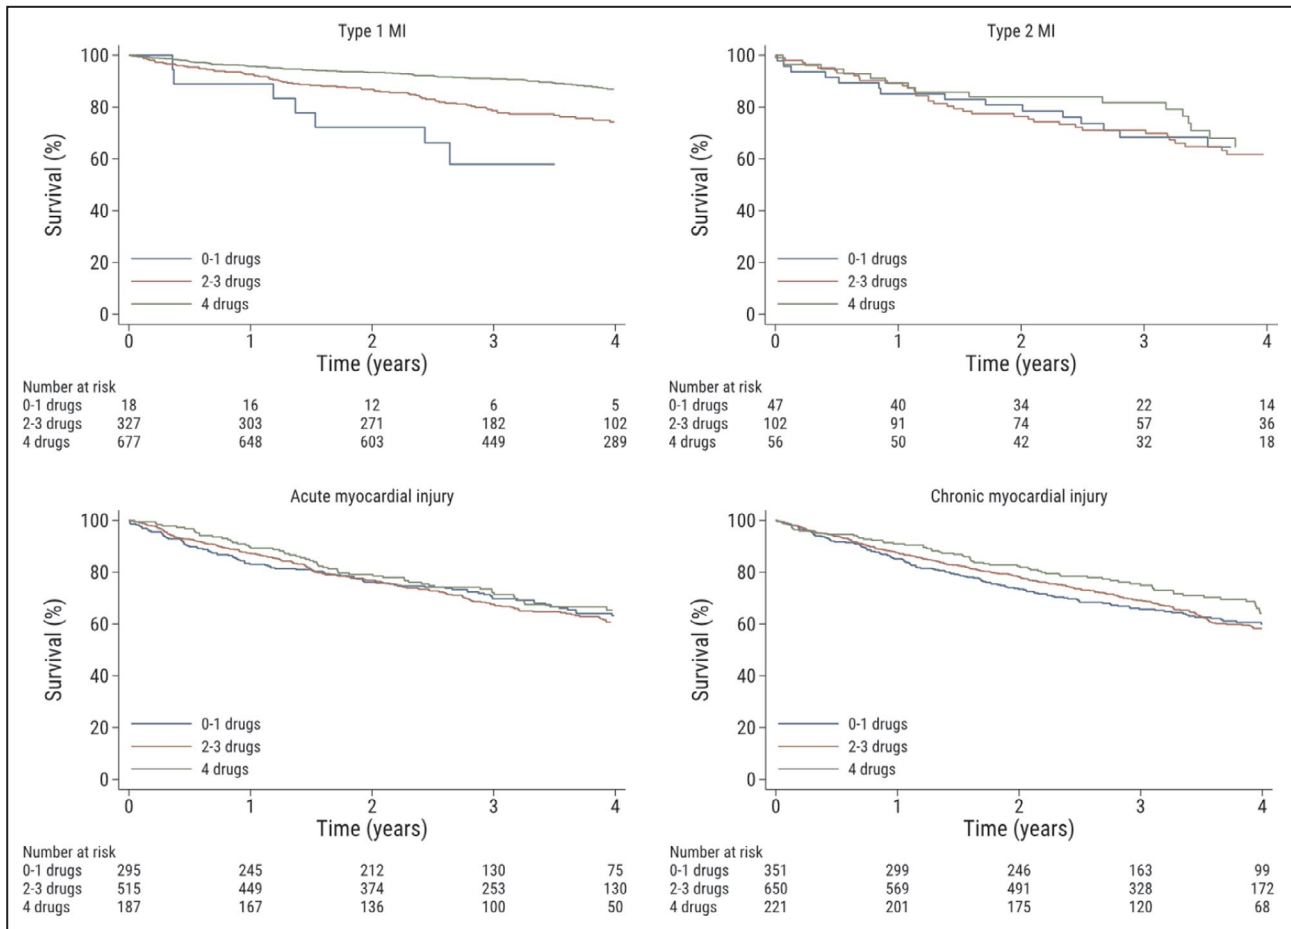 Type 1 MI
100
80
60
40
20
0
Survival (%)
0-1 drugs
2-3 drugs
4 drugs
0 1 2 3 4
Time (years)
Number at risk
0-1 drugs 18 16 12 6 5
2-3 drugs 327 303 271 182 102
4 drugs 677 648 603 449 289
Type 2 MI
100
80
60
40
20
0
Survival (%)
0-1 drugs
2-3 drugs
4 drugs
0 1 2 3 4
Time (years)
Number at risk
0-1 drugs 47 40 34 22 14
2-3 drugs 102 91 74 57 36
4 drugs 56 50 42 32 18
Acute myocardial injury
100
80
60
40
20
0
Survival (%)
0-1 drugs
2-3 drugs
4 drugs
0 1 2 3 4
Time (years)
Number at risk
0-1 drugs 295 245 212 130 75
2-3 drugs 515 449 374 253 130
4 drugs 187 167 136 100 50
Chronic myocardial injury
100
80
60
40
20
0
Survival (%)
0-1 drugs
2-3 drugs
4 drugs
0 1 2 3 4
Time (years)
Number at risk
0-1 drugs 351 299 246 163 99
2-3 drugs 650 569 491 328 172
4 drugs 221 201 175 120 68